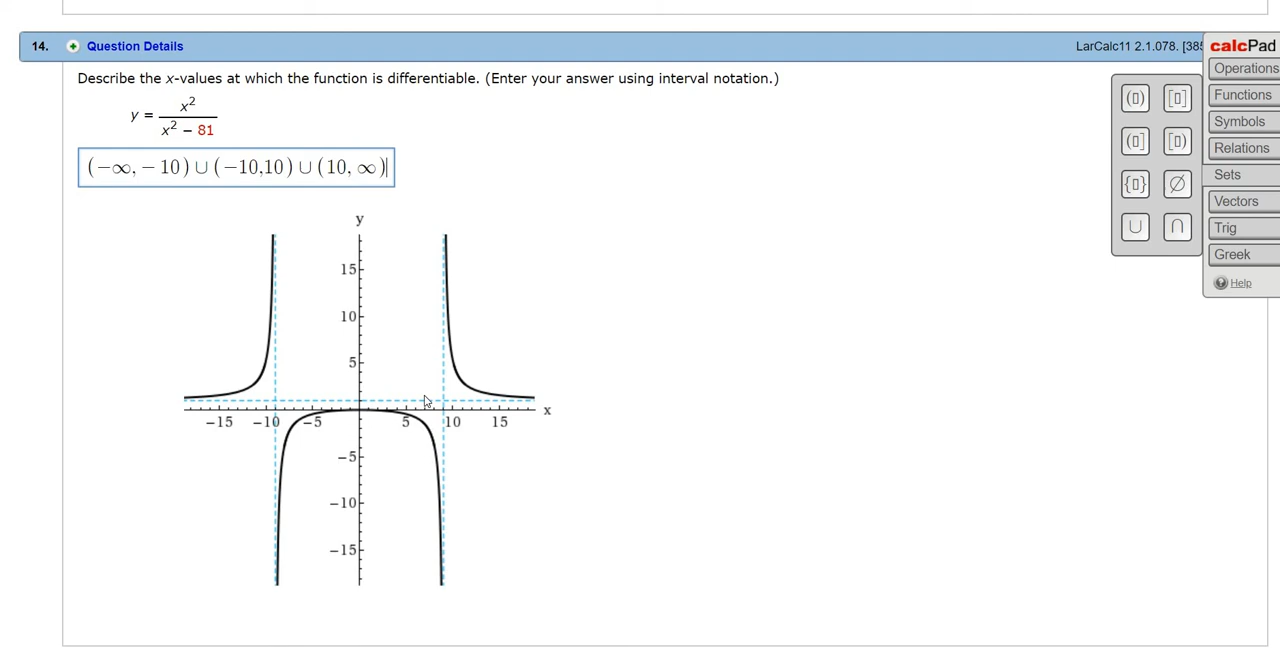 14. Question Details LarCalc11 2.1.078. [385
Describe the x-values at which the function is differentiable. (Enter your answer using interval notation.)
y = x² / (x² − 81)
(−∞, − 10) ∪ (−10,10) ∪ (10, ∞)
y
15
10
5
−15 −10 −5 5 10 15 x
−5
−10
−15
calcPad
Operations
Functions
Symbols
Relations
Sets
Vectors
Trig
Greek
Help
(▯) [▯]
(▯] [▯)
{▯} ∅
∪ ∩